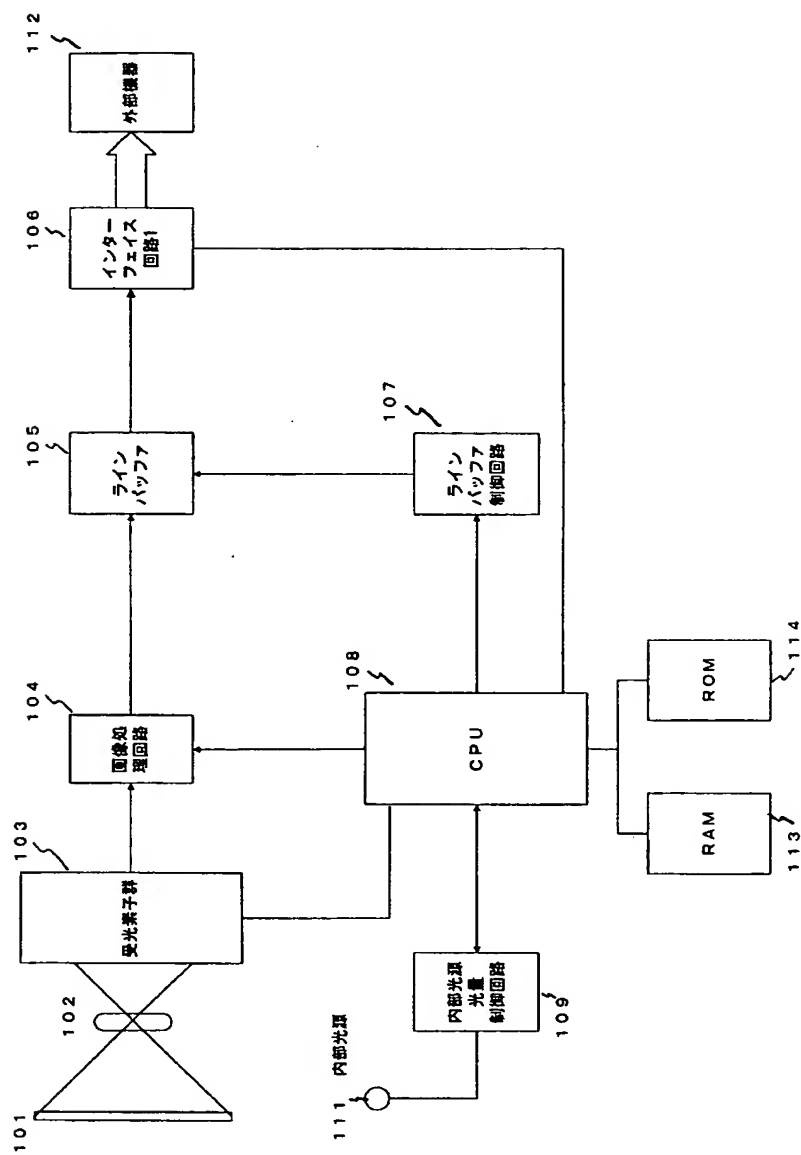 101
102
103
受光素子群
104
画像処
理回路
105
ライン
バッファ
106
インター
フェイス
回路1
112
外部機器
111
内部光源
109
内部光源
光量
制御回路
108
CPU
107
ライン
バッファ
制御回路
113
RAM
114
ROM